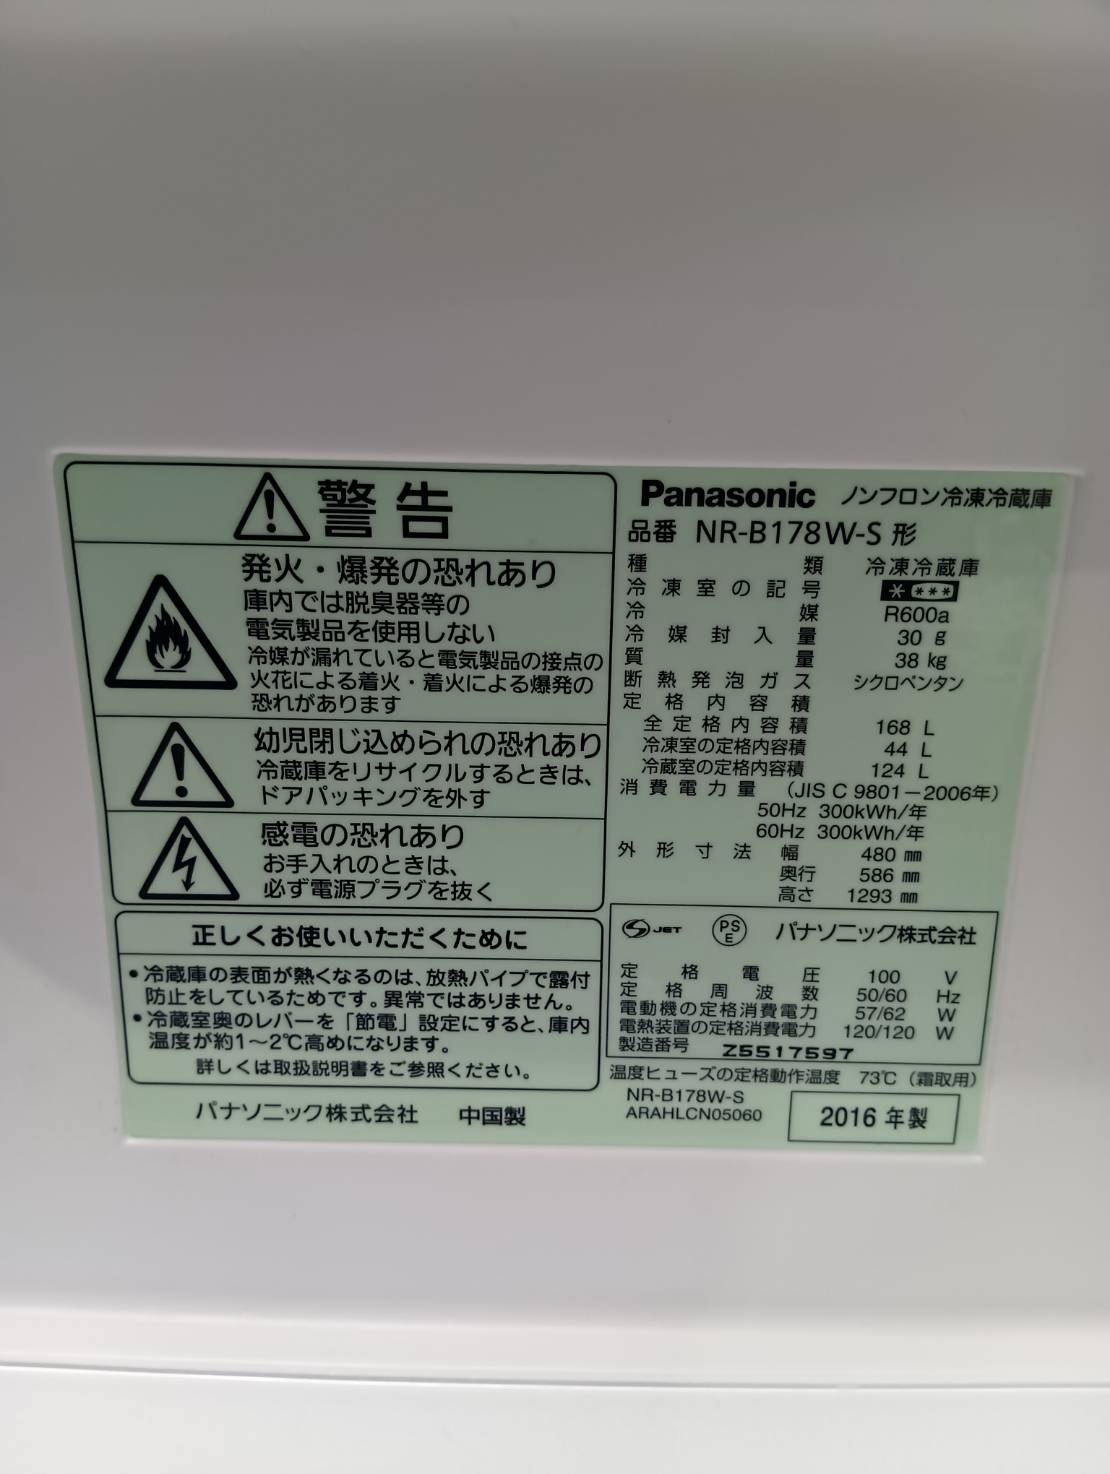 警告
発火・爆発の恐れあり
庫内では脱臭器等の
電気製品を使用しない
冷媒が漏れていると電気製品の接点の
火花による着火・着火による爆発の
恐れがあります
幼児閉じ込められの恐れあり
冷蔵庫をリサイクルするときは、
ドアパッキングを外す
感電の恐れあり
お手入れのときは、
必ず電源プラグを抜く
正しくお使いいただくために
•冷蔵庫の表面が熱くなるのは、放熱パイプで露付
防止をしているためです。異常ではありません。
•冷蔵室奥のレバーを「節電」設定にすると、庫内
温度が約1～2℃高めになります。
詳しくは取扱説明書をご参照ください。
パナソニック株式会社 中国製
Panasonic ノンフロン冷凍冷蔵庫
品番 NR-B178W-S 形
種類 冷凍冷蔵庫
冷凍室の記号 * ***
冷媒 R600a
冷媒封入量 30 g
質量 38 kg
断熱発泡ガス シクロペンタン
定格内容積
全定格内容積 168 L
冷凍室の定格内容積 44 L
冷蔵室の定格内容積 124 L
消費電力量 (JIS C 9801－2006年)
50Hz 300kWh/年
60Hz 300kWh/年
外形寸法 幅 480 mm
奥行 586 mm
高さ 1293 mm
S JET PS E パナソニック株式会社
定格電圧 100 V
定格周波数 50/60 Hz
電動機の定格消費電力 57/62 W
電熱装置の定格消費電力 120/120 W
製造番号 Z5517597
温度ヒューズの定格動作温度 73℃ (霜取用)
NR-B178W-S
ARAHLCN05060
2016 年製